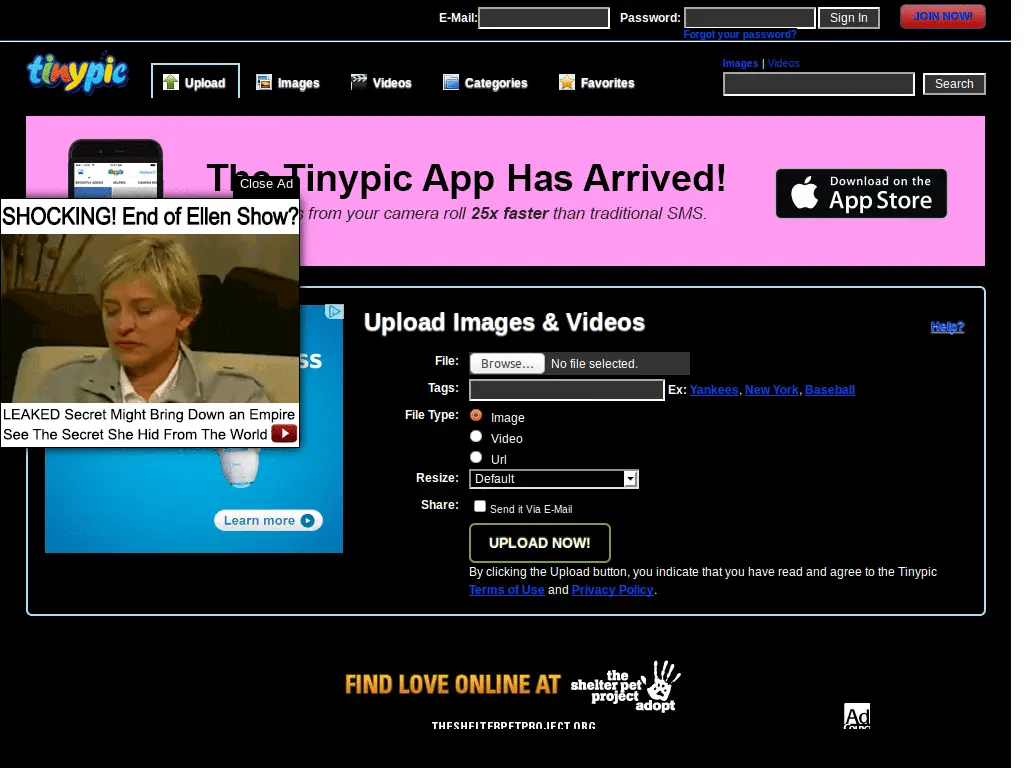 E-Mail: Password: Sign In JOIN NOW!
Forgot your password?
tinypic
Upload Images Videos Categories Favorites
Images | Videos
Search
The Tinypic App Has Arrived!
from your camera roll 25x faster than traditional SMS.
Download on the
App Store
Close Ad
SHOCKING! End of Ellen Show?
LEAKED Secret Might Bring Down an Empire
See The Secret She Hid From The World
Learn more
Upload Images & Videos
Help?
File: Browse... No file selected.
Tags: Ex: Yankees, New York, Baseball
File Type: Image
Video
Url
Resize: Default
Share: Send it Via E-Mail
UPLOAD NOW!
By clicking the Upload button, you indicate that you have read and agree to the Tinypic
Terms of Use and Privacy Policy.
FIND LOVE ONLINE AT
the
shelter pet
project
adopt
THESHELTERPETPROJECT.ORG
Ad